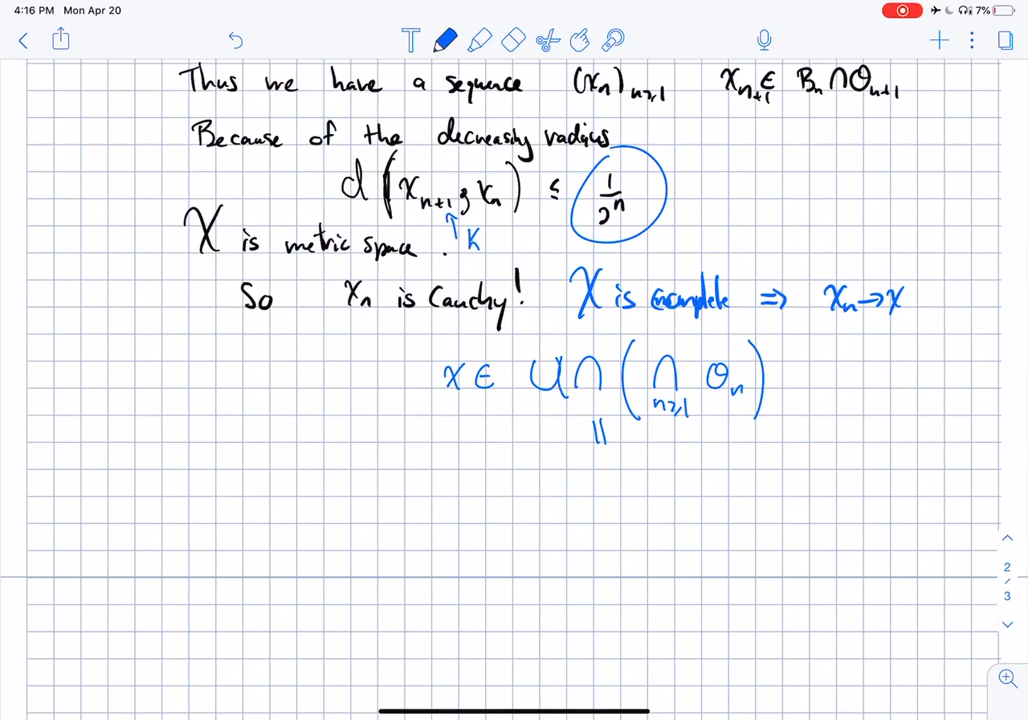 4:16 PM Mon Apr 20 7%
T
Thus we have a sequence (xₙ)ₙ≥₁ xₙ₊₁ ∈ Bₙ ∩ Oₙ₊₁
Because of the decreasily radius
d(xₙ₊₁, xₙ) ≤ 1/2ⁿ
X is metric space. ↑ K
So xₙ is Cauchy! X is complete ⇒ xₙ → x
x ∈ U ∩ (∩ₙ≥₁ Oₙ)
||
2
/
3